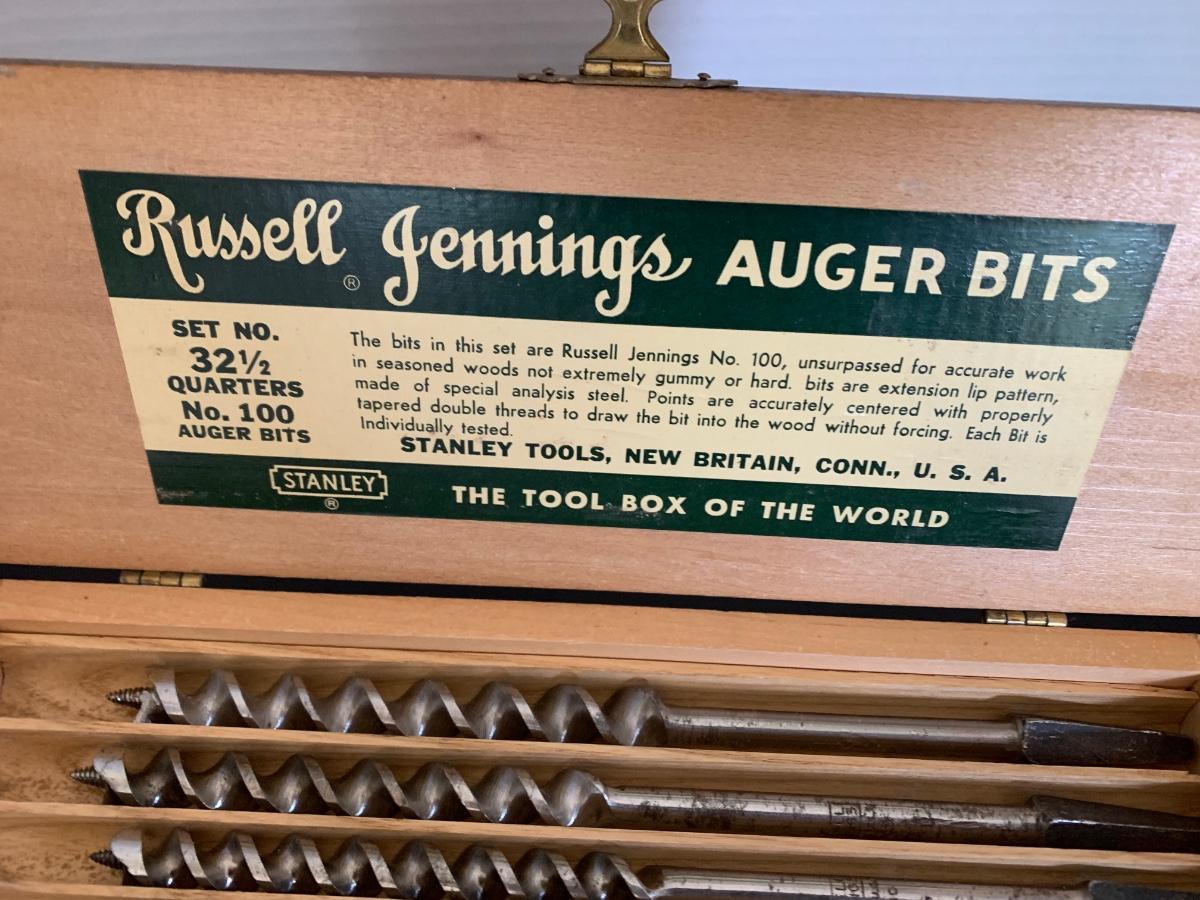 Russell ® Jennings AUGER BITS
SET NO.
32½
QUARTERS
No. 100
AUGER BITS
The bits in this set are Russell Jennings No. 100, unsurpassed for accurate work
in seasoned woods not extremely gummy or hard. bits are extension lip pattern,
made of special analysis steel. Points are accurately centered with properly
tapered double threads to draw the bit into the wood without forcing. Each Bit is
Individually tested.
STANLEY TOOLS, NEW BRITAIN, CONN., U. S. A.
STANLEY
®
THE TOOL BOX OF THE WORLD